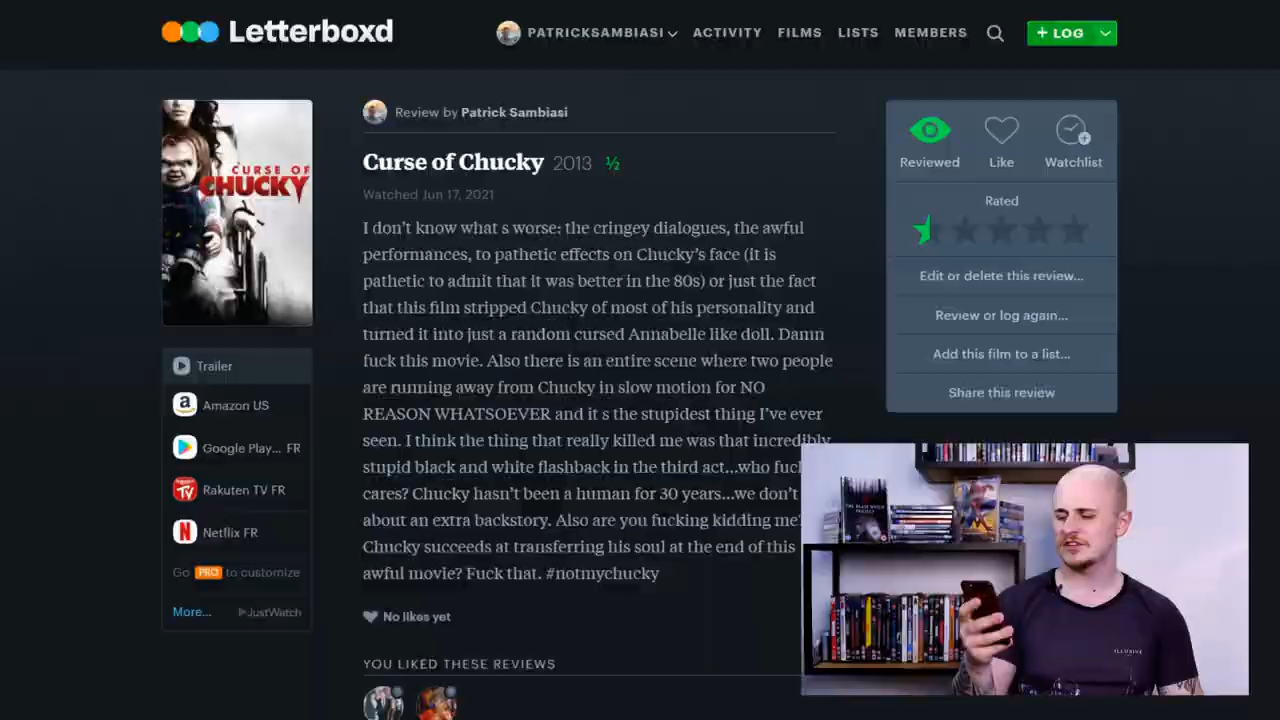 Letterboxd
PATRICKSAMBIASI
ACTIVITY
FILMS
LISTS
MEMBERS
+ LOG
CURSE OF
CHUCKY
Review by Patrick Sambiasi
Curse of Chucky 2013 ½
Watched Jun 17, 2021
I don't know what s worse: the cringey dialogues, the awful
performances, to pathetic effects on Chucky's face (it is
pathetic to admit that it was better in the 80s) or just the fact
that this film stripped Chucky of most of his personality and
turned it into just a random cursed Annabelle like doll. Damn
fuck this movie. Also there is an entire scene where two people
are running away from Chucky in slow motion for NO
REASON WHATSOEVER and it s the stupidest thing I've ever
seen. I think the thing that really killed me was that incredibly
stupid black and white flashback in the third act...who
cares? Chucky hasn't been a human for 30 years...we don't
about an extra backstory. Also are you fucking kidding me?
Chucky succeeds at transferring his soul at the end of this
awful movie? Fuck that. #notmychucky
No likes yet
YOU LIKED THESE REVIEWS
Reviewed
Like
Watchlist
Rated
Edit or delete this review...
Review or log again...
Add this film to a list...
Share this review
Trailer
Amazon US
Google Play... FR
Rakuten TV FR
Netflix FR
Go PRO to customize
More...
JustWatch
ILLUSIVE